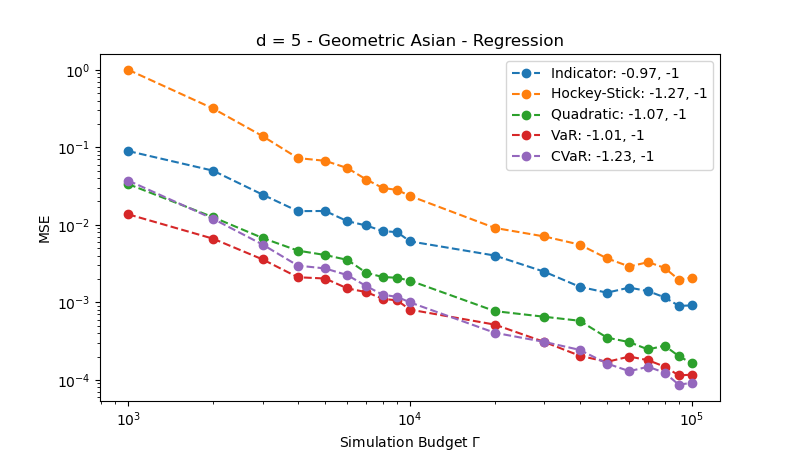 d = 5 - Geometric Asian - Regression
MSE
10⁰
10⁻¹
10⁻²
10⁻³
10⁻⁴
Indicator: -0.97, -1
Hockey-Stick: -1.27, -1
Quadratic: -1.07, -1
VaR: -1.01, -1
CVaR: -1.23, -1
10³
10⁴
10⁵
Simulation Budget Γ